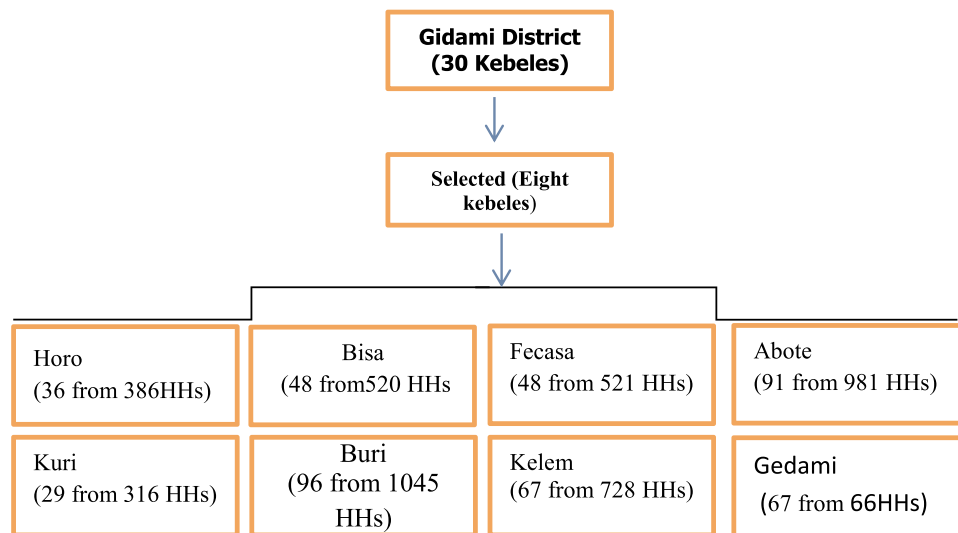 Gidami District
(30 Kebeles)
Selected (Eight
kebeles)
Horo
(36 from 386HHs)
Bisa
(48 from520 HHs
Fecasa
(48 from 521 HHs)
Abote
(91 from 981 HHs)
Kuri
(29 from 316 HHs)
Buri
(96 from 1045
HHs)
Kelem
(67 from 728 HHs)
Gedami
(67 from 66HHs)